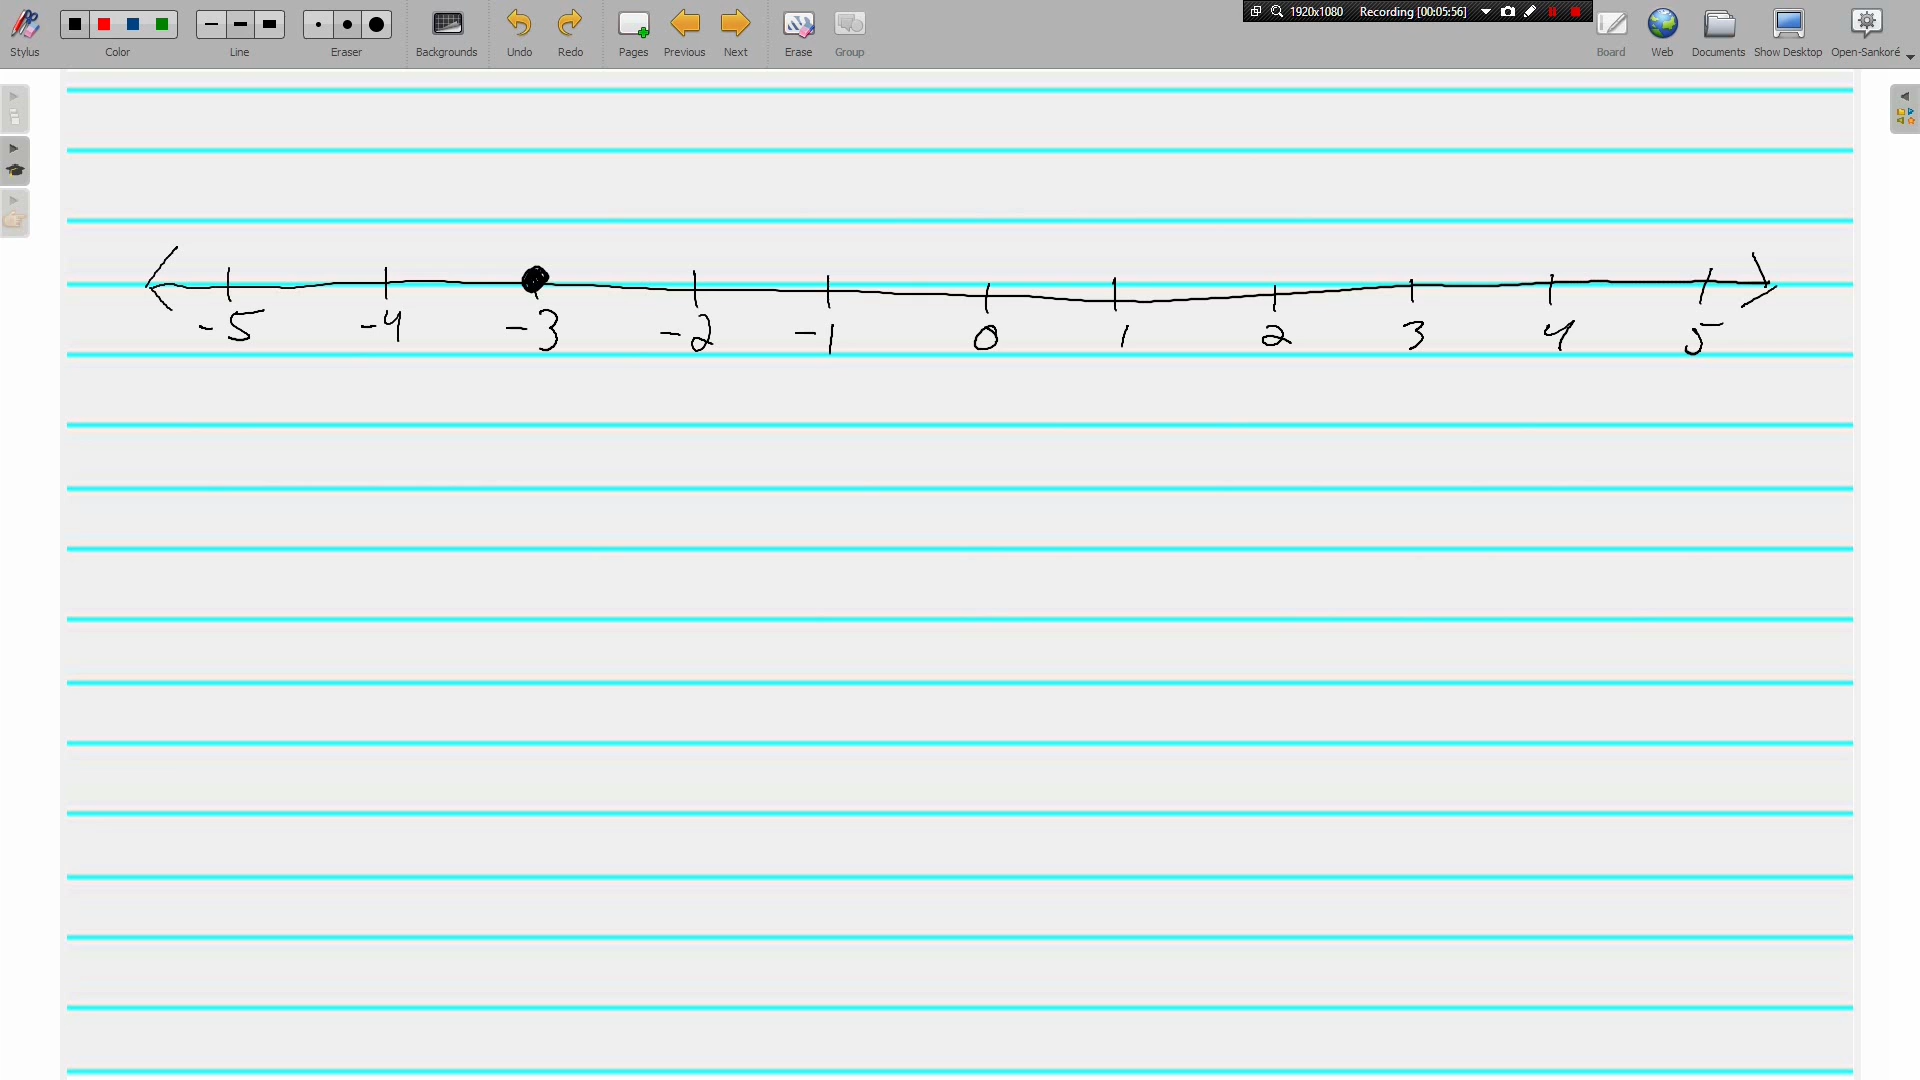 1920x1080 Recording [00:05:56]
Stylus Color Line Eraser Backgrounds Undo Redo Pages Previous Next Erase Group Board Web Documents Show Desktop Open-Sankoré
-5 -4 -3 -2 -1 0 1 2 3 4 5